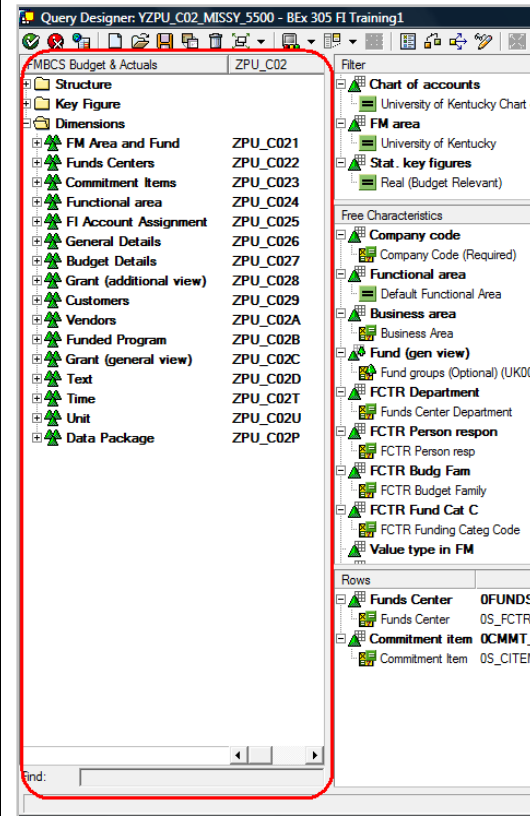 Query Designer: YZPU_C02_MISSY_5500 - BEx 305 FI Training1
FMBCS Budget & Actuals ZPU_C02
Structure
Key Figure
Dimensions
FM Area and Fund ZPU_C021
Funds Centers ZPU_C022
Commitment Items ZPU_C023
Functional area ZPU_C024
FI Account Assignment ZPU_C025
General Details ZPU_C026
Budget Details ZPU_C027
Grant (additional view) ZPU_C028
Customers ZPU_C029
Vendors ZPU_C02A
Funded Program ZPU_C02B
Grant (general view) ZPU_C02C
Text ZPU_C02D
Time ZPU_C02T
Unit ZPU_C02U
Data Package ZPU_C02P
Find:
Filter
Chart of accounts
University of Kentucky Chart
FM area
University of Kentucky
Stat. key figures
Real (Budget Relevant)
Free Characteristics
Company code
Company Code (Required)
Functional area
Default Functional Area
Business area
Business Area
Fund (gen view)
Fund groups (Optional) (UK00
FCTR Department
Funds Center Department
FCTR Person respon
FCTR Person resp
FCTR Budg Fam
FCTR Budget Family
FCTR Fund Cat C
FCTR Funding Categ Code
Value type in FM
Rows
Funds Center 0FUNDS
Funds Center 0S_FCTR
Commitment item 0CMMT_
Commitment Item 0S_CITE